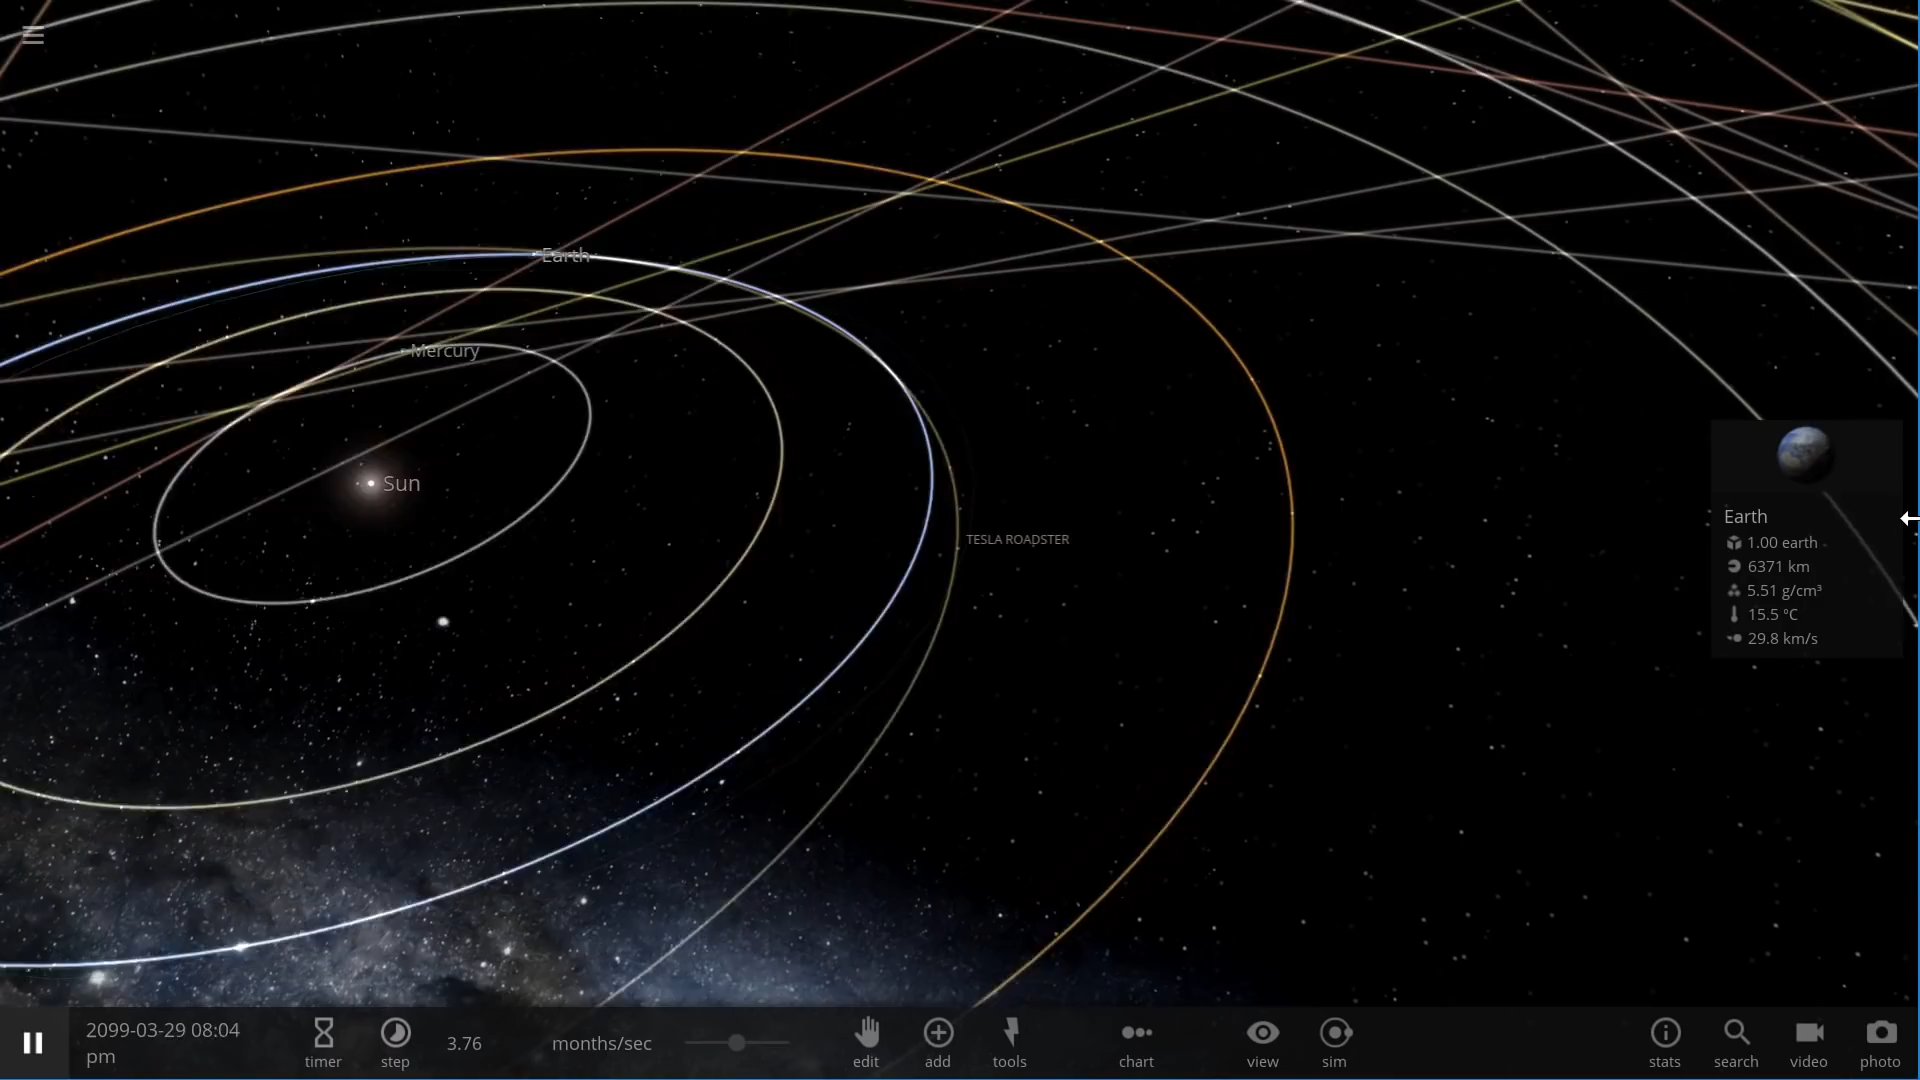 Earth
Mercury
Sun
TESLA ROADSTER
Earth
1.00 earth
6371 km
5.51 g/cm³
15.5 °C
29.8 km/s
2099-03-29 08:04
pm
timer
step
3.76
months/sec
edit
add
tools
chart
view
sim
stats
search
video
photo